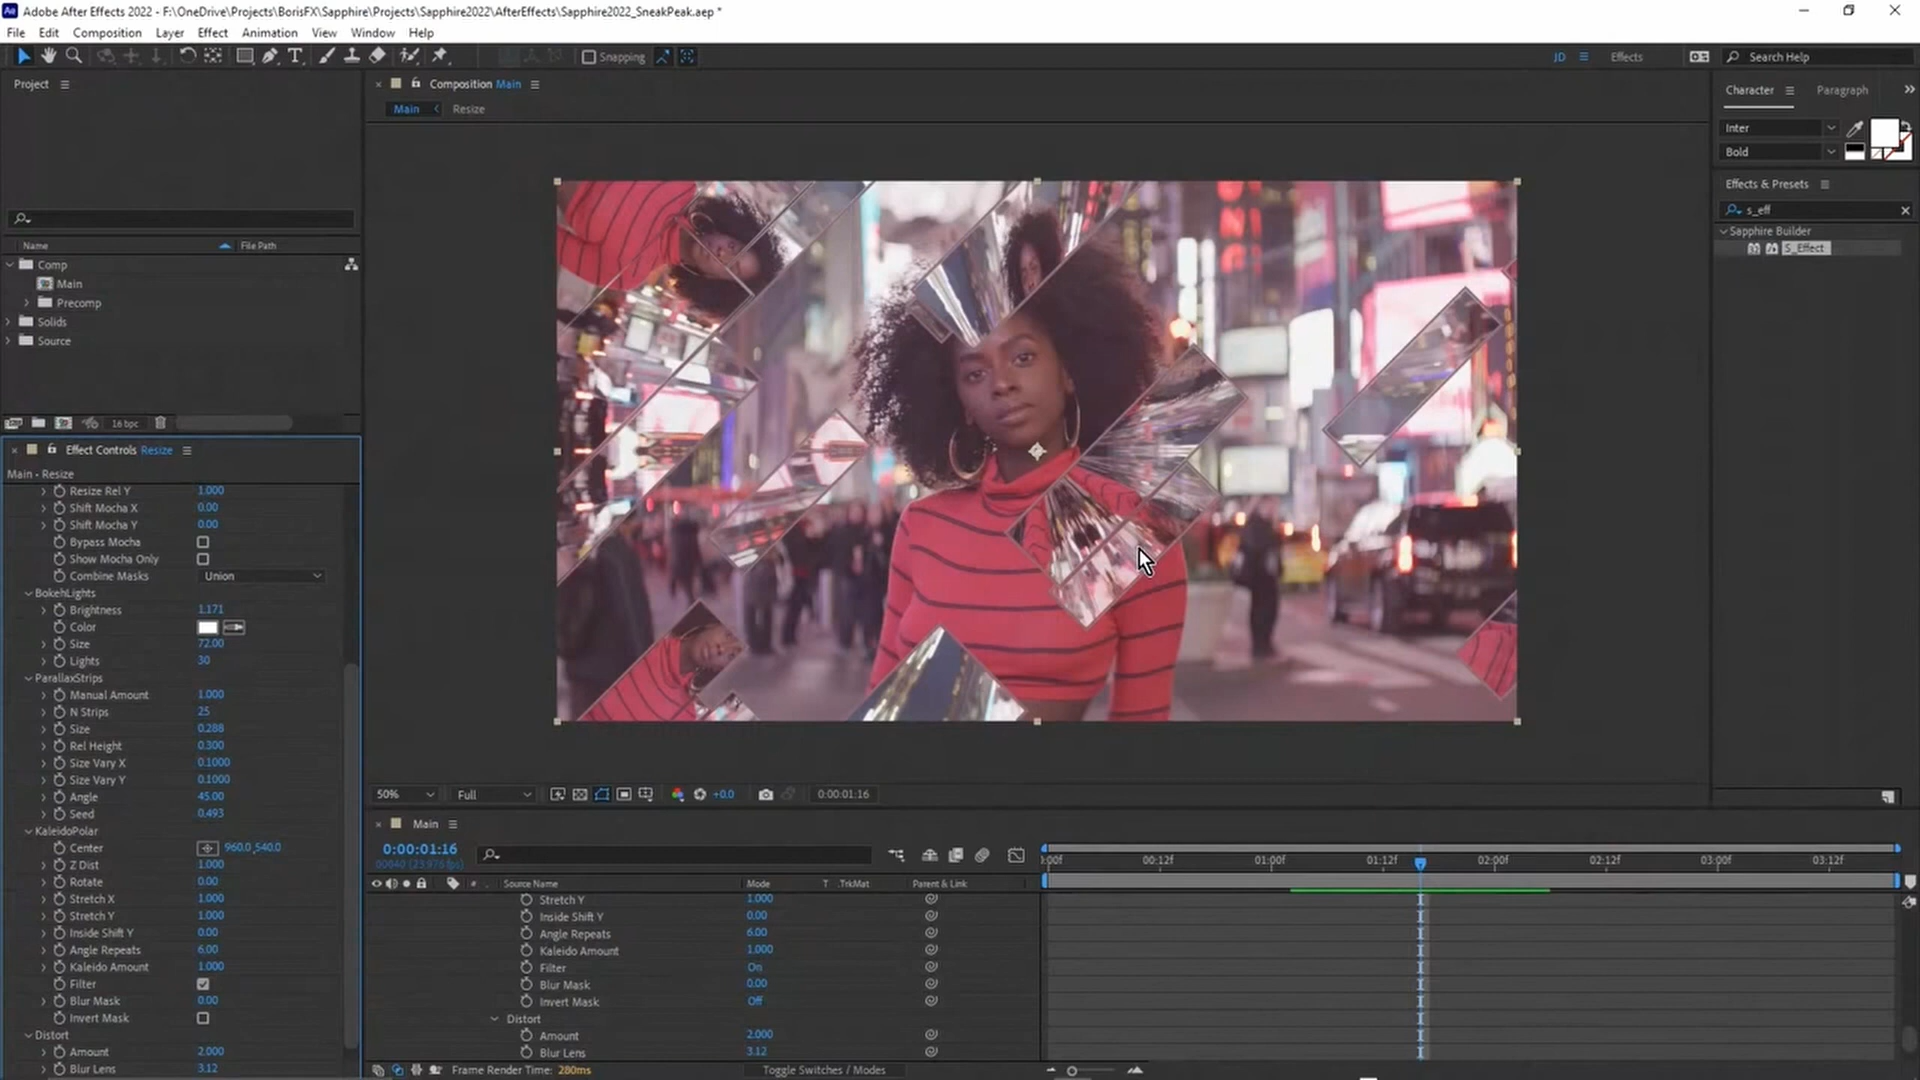 Adobe After Effects 2022 - F:\OneDrive\Projects\BorisFX\Sapphire\Projects\Sapphire2022\AfterEffects\Sapphire2022_SneakPeak.aep *
File Edit Composition Layer Effect Animation View Window Help
Snapping JD Effects Search Help
Project
Composition Main
Main Resize
Character Paragraph
Inter
Bold
Effects & Presets
s_eff
Sapphire Builder
S_Effect
Name File Path
Comp
Main
Precomp
Solids
Source
16 bpc
Effect Controls Resize
Main - Resize
Resize Rel Y 1.000
Shift Mocha X 0.00
Shift Mocha Y 0.00
Bypass Mocha
Show Mocha Only
Combine Masks Union
BokehLights
Brightness 1.171
Color
Size 72.00
Lights 30
ParallaxStrips
Manual Amount 1.000
N Strips 25
Size 0.288
Rel Height 0.300
Size Vary X 0.1000
Size Vary Y 0.1000
Angle 45.00
Seed 0.493
KaleidoPolar
Center 960.0,540.0
Z Dist 1.000
Rotate 0.00
Stretch X 1.000
Stretch Y 1.000
Inside Shift Y 0.00
Angle Repeats 6.00
Kaleido Amount 1.000
Filter
Blur Mask 0.00
Invert Mask
Distort
Amount 2.000
Blur Lens 3.12
50% Full +0.0 0:00:01:16
Main
0:00:01:16
00040 (23.976 fps)
:00f 00:12f 01:00f 01:12f 02:00f 02:12f 03:00f 03:12f
# Source Name Mode T .TrkMat Parent & Link
Stretch Y 1.000
Inside Shift Y 0.00
Angle Repeats 6.00
Kaleido Amount 1.000
Filter On
Blur Mask 0.00
Invert Mask Off
Distort
Amount 2.000
Blur Lens 3.12
Frame Render Time: 280ms Toggle Switches / Modes